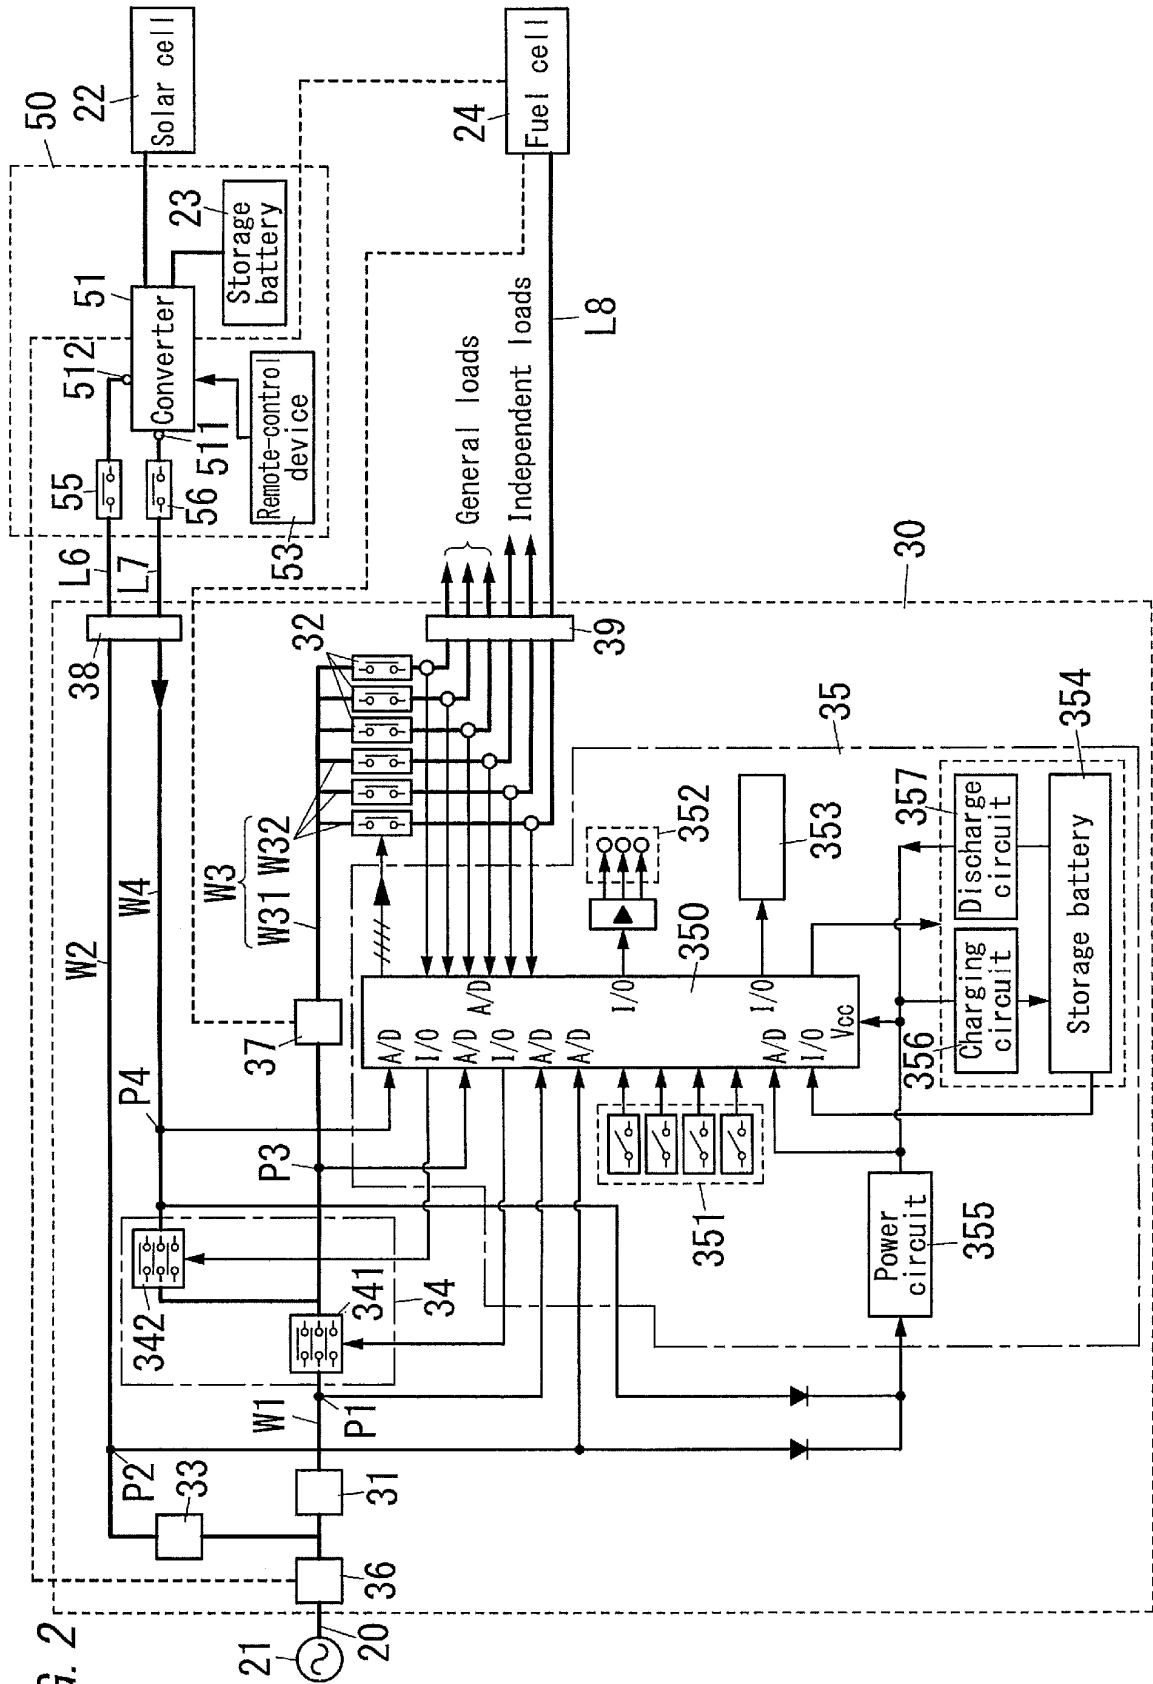 G. 2
21
20
36
33
31
P2
P1
W1
342
341
34
P4
P3
37
W2
W4
W3
W31
W32
32
38
39
L6
L7
55
56
511
512
51
Converter
50
22
Solar cell
23
Storage
battery
53
Remote-control
device
24
Fuel cell
L8
General loads
Independent loads
30
35
350
A/D
I/O
A/D
I/O
A/D
A/D
A/D
I/O
Vcc
A/D
I/O
I/O
351
352
353
355
Power
circuit
356
Charging
circuit
357
Discharge
circuit
354
Storage battery